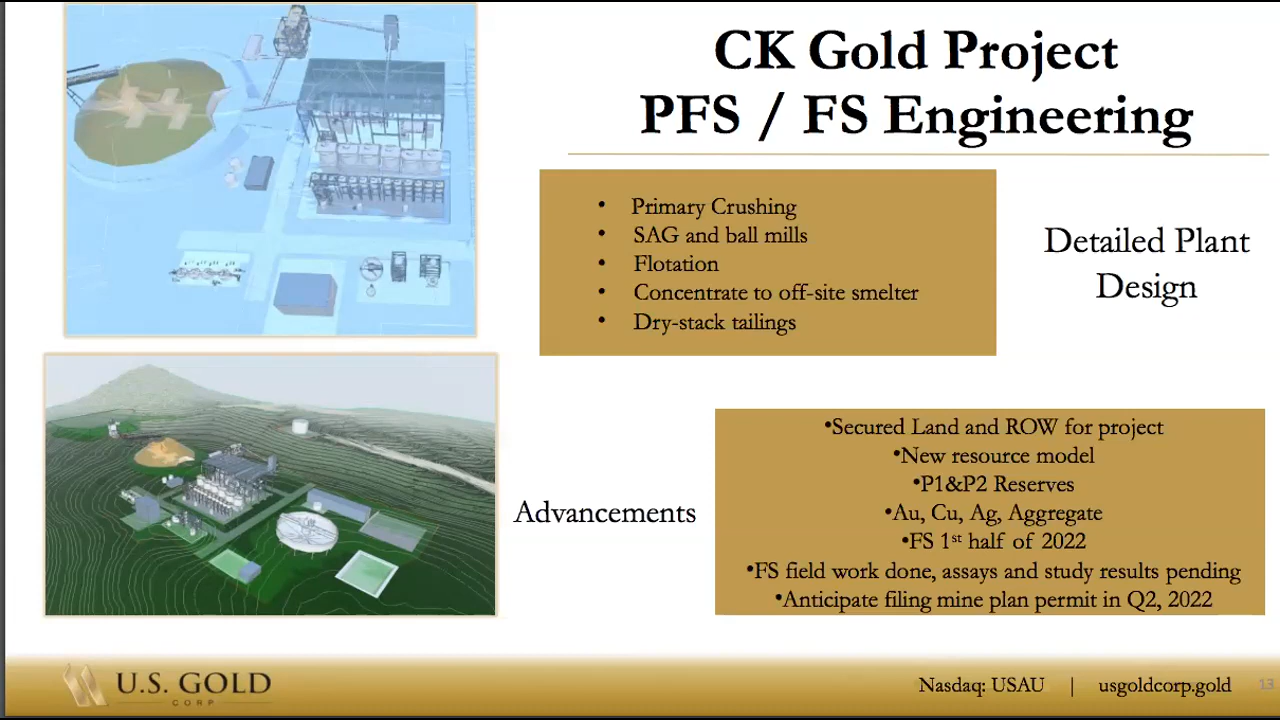 CK Gold Project
PFS / FS Engineering
• Primary Crushing
• SAG and ball mills
• Flotation
• Concentrate to off-site smelter
• Dry-stack tailings
Detailed Plant
Design
Advancements
•Secured Land and ROW for project
•New resource model
•P1&P2 Reserves
•Au, Cu, Ag, Aggregate
•FS 1st half of 2022
•FS field work done, assays and study results pending
•Anticipate filing mine plan permit in Q2, 2022
U.S. GOLD
CORP
Nasdaq: USAU | usgoldcorp.gold 13